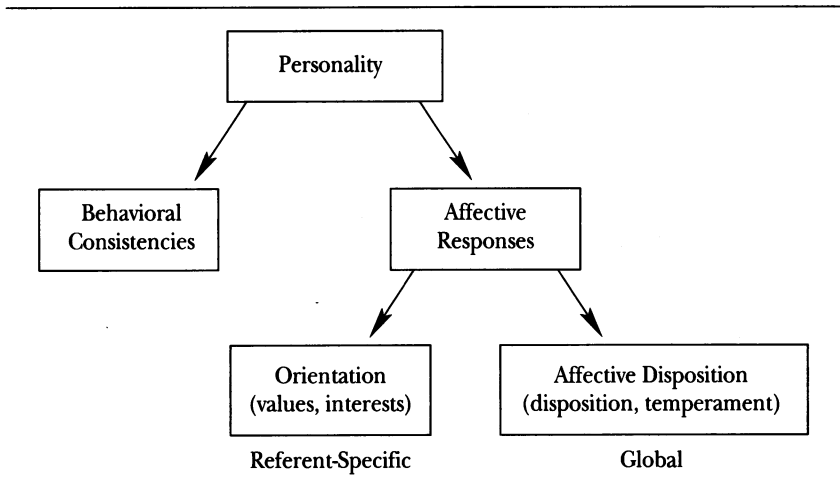 Personality
Behavioral
Consistencies
Affective
Responses
Orientation
(values, interests)
Affective Disposition
(disposition, temperament)
Referent-Specific
Global